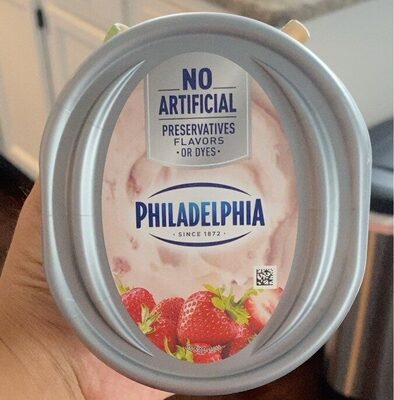 NO
ARTIFICIAL
PRESERVATIVES
FLAVORS
• OR DYES •
PHILADELPHIA
• SINCE 1872 •